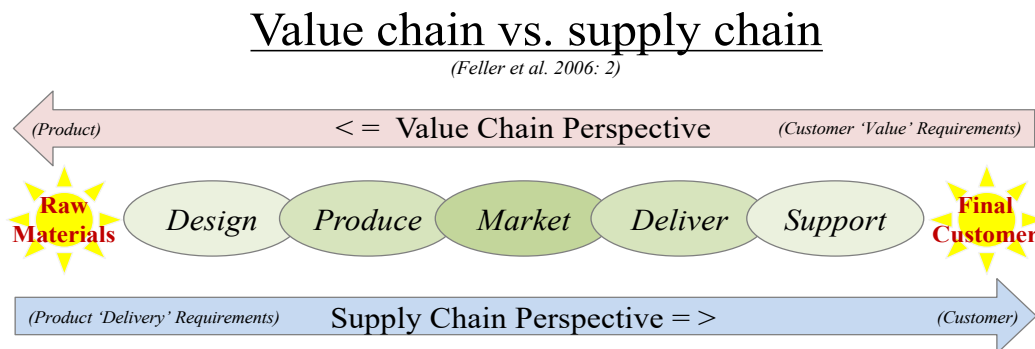 Value chain vs. supply chain
(Feller et al. 2006: 2)
(Product) < = Value Chain Perspective (Customer ‘Value’ Requirements)
Raw
Materials
Design Produce Market Deliver Support
Final
Customer
(Product ‘Delivery’ Requirements) Supply Chain Perspective = > (Customer)